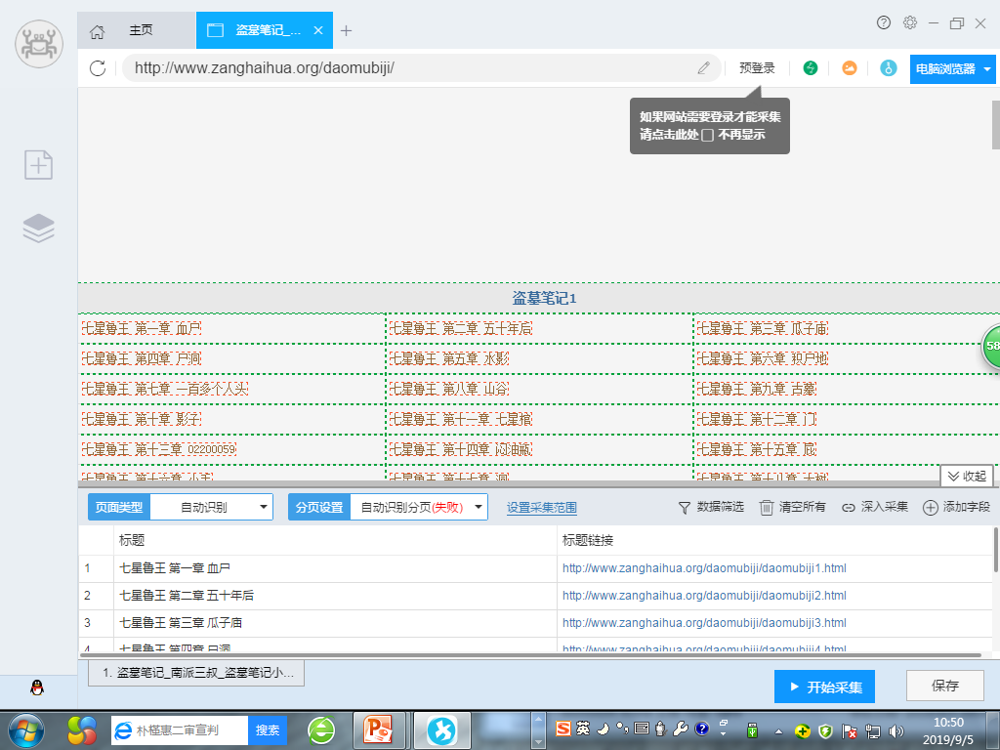 主页
盗墓笔记_...
http://www.zanghaihua.org/daomubiji/
预登录
电脑浏览器
如果网站需要登录才能采集
请点击此处 不再显示
盗墓笔记1
七星鲁王 第一章 血尸
七星鲁王 第二章 五十年后
七星鲁王 第三章 瓜子庙
七星鲁王 第四章 尸洞
七星鲁王 第五章 水影
七星鲁王 第六章 积尸地
七星鲁王 第七章 一百多个人头
七星鲁王 第八章 山谷
七星鲁王 第九章 古墓
七星鲁王 第十章 影子
七星鲁王 第十一章 七星棺
七星鲁王 第十二章 门
七星鲁王 第十三章 02200059
七星鲁王 第十四章 闷油瓶
七星鲁王 第十五章 屁
58
收起
页面类型
自动识别
分页设置
自动识别分页(失败)
设置采集范围
数据筛选
清空所有
深入采集
添加字段
标题
标题链接
1
七星鲁王 第一章 血尸
http://www.zanghaihua.org/daomubiji/daomubiji1.html
2
七星鲁王 第二章 五十年后
http://www.zanghaihua.org/daomubiji/daomubiji2.html
3
七星鲁王 第三章 瓜子庙
http://www.zanghaihua.org/daomubiji/daomubiji3.html
4
七星鲁王 第四章 尸洞
http://www.zanghaihua.org/daomubiji/daomubiji4.html
1. 盗墓笔记_南派三叔_盗墓笔记小...
开始采集
保存
朴槿惠二审宣判
搜索
英
10:50
2019/9/5